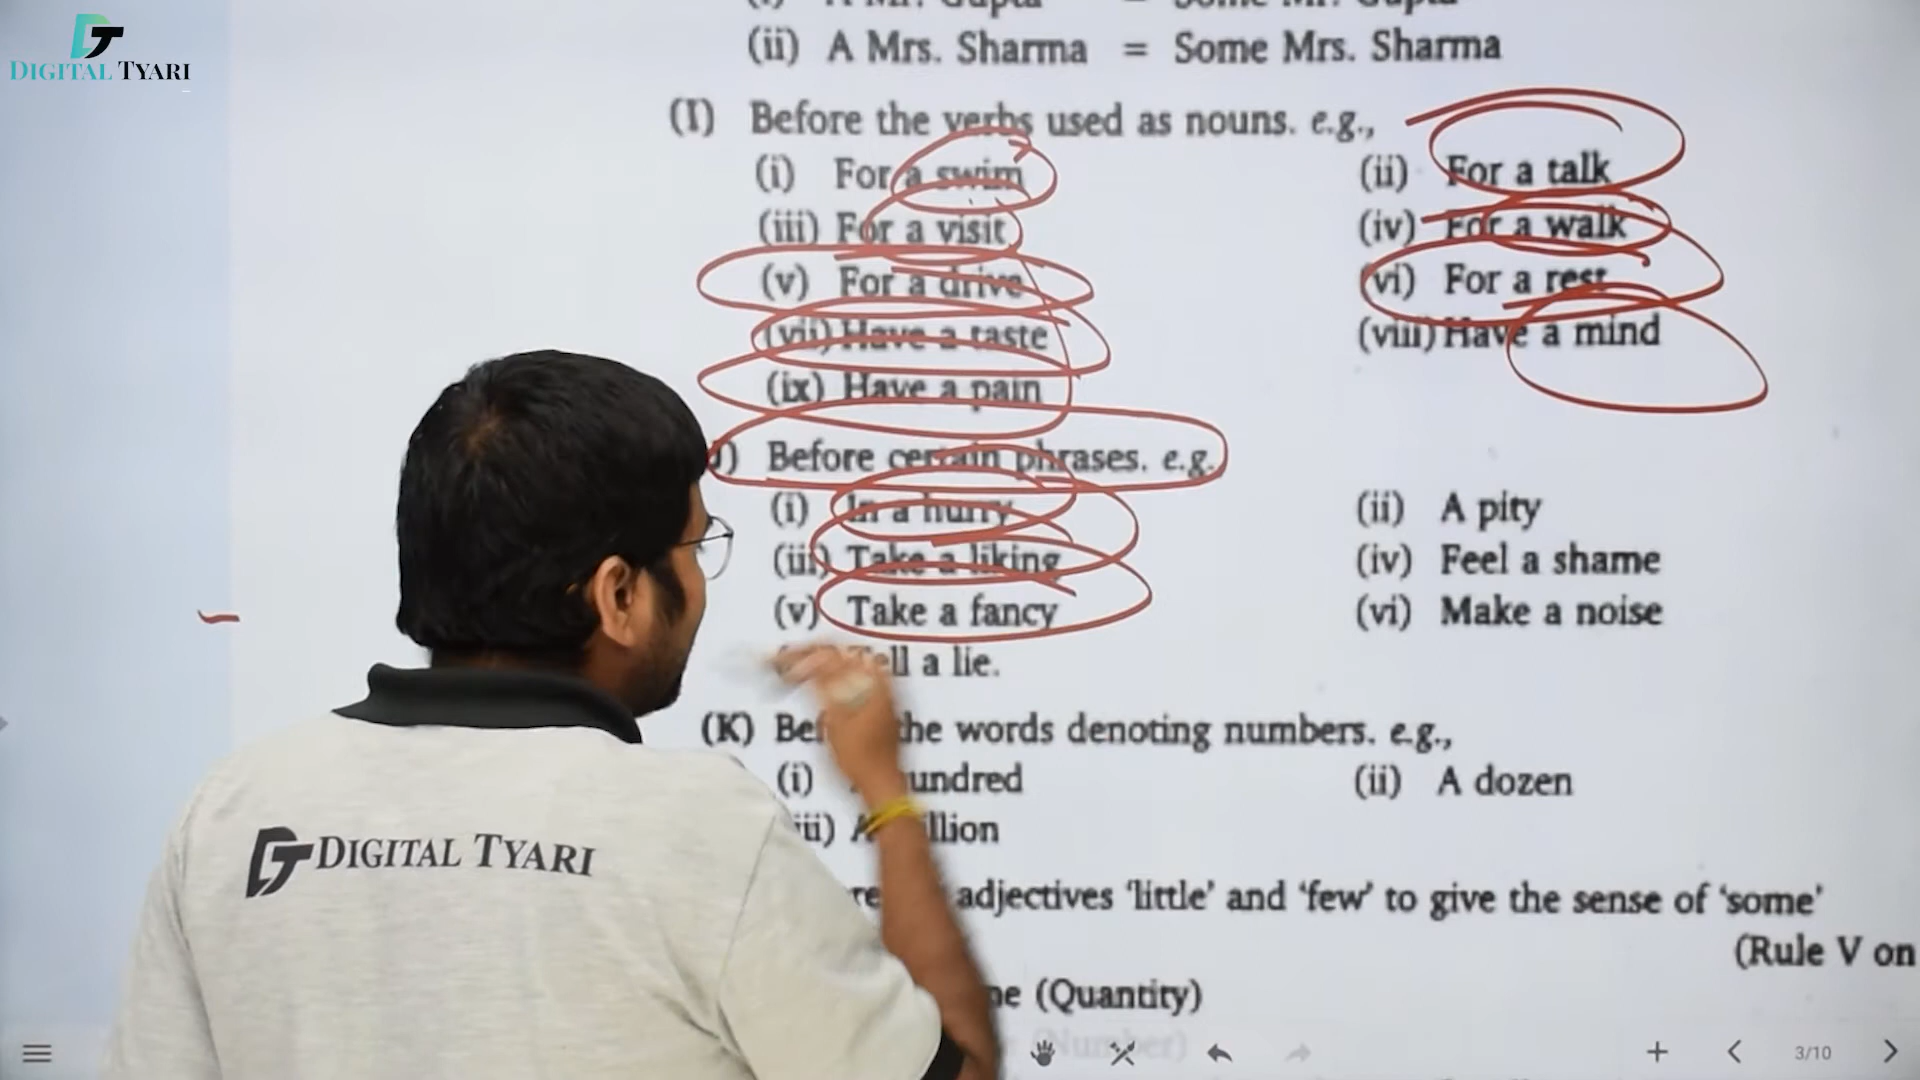 DIGITAL TYARI
(ii) A Mrs. Sharma = Some Mrs. Sharma
(I) Before the verbs used as nouns. e.g.,
(i) For a swim (ii) For a talk
(iii) For a visit (iv) For a walk
(v) For a drive (vi) For a rest
(vii) Have a taste (viii) Have a mind
(ix) Have a pain
J) Before certain phrases. e.g.
(i) In a hurry (ii) A pity
(iii) Take a liking (iv) Feel a shame
(v) Take a fancy (vi) Make a noise
Tell a lie.
(K) the words denoting numbers. e.g.,
(i) (ii) A dozen
adjectives 'little' and 'few' to give the sense of 'some'
(Rule V on
(Quantity)
(Number)
DIGITAL TYARI
3/10